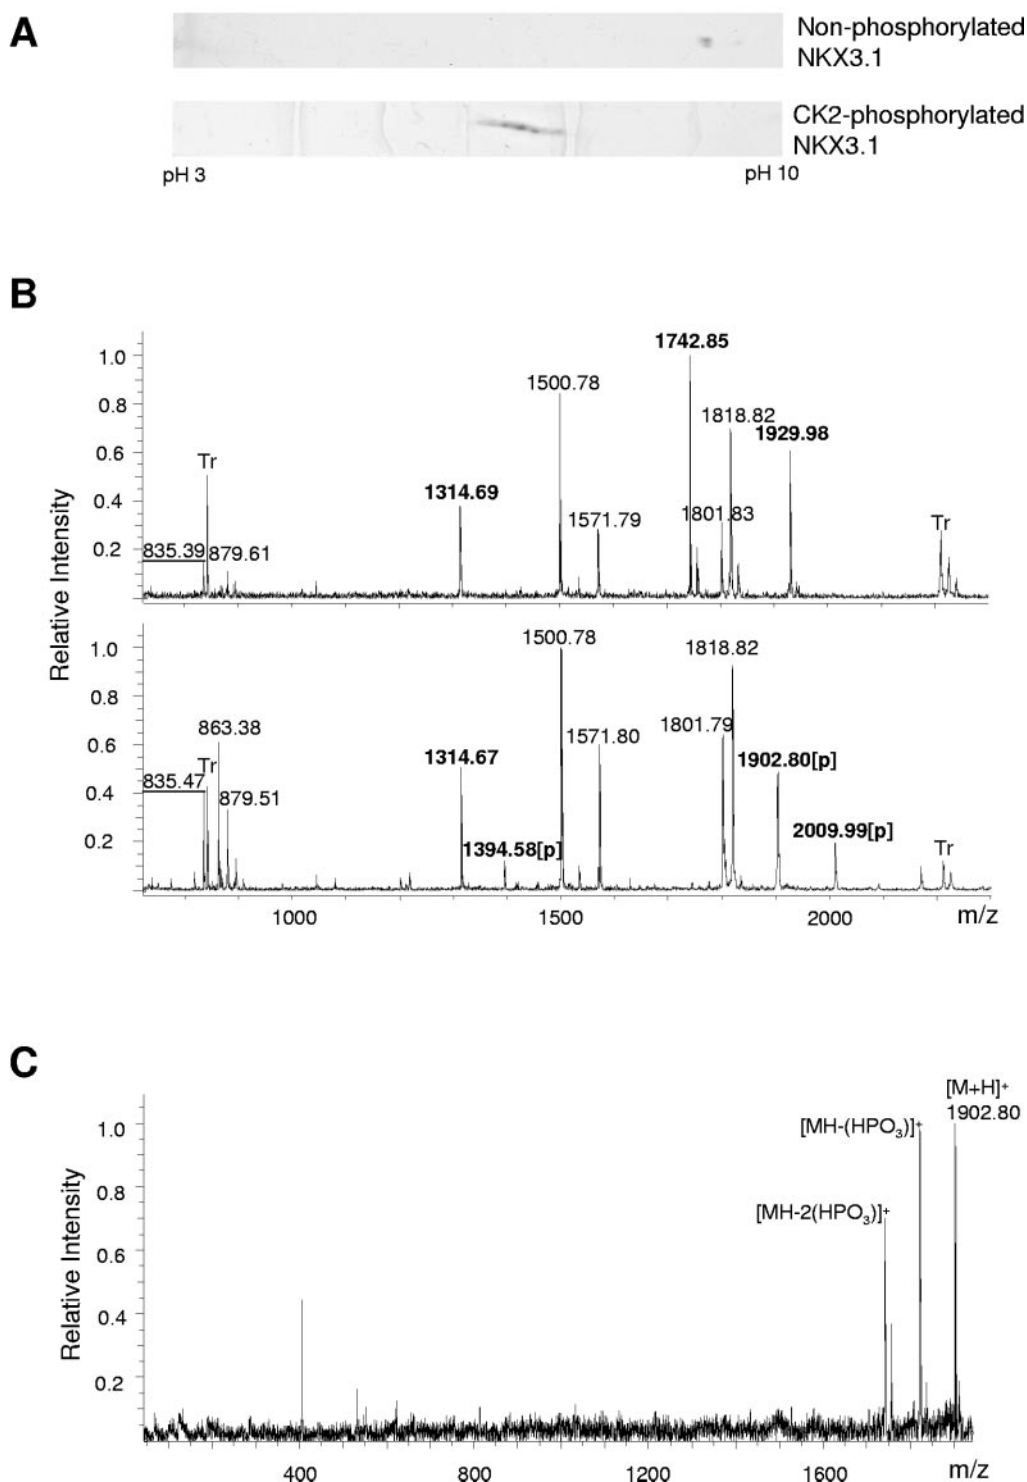 A
Non-phosphorylated
NKX3.1
CK2-phosphorylated
NKX3.1
pH 3
pH 10
B
Relative Intensity
1.0
0.8
0.6
0.4
0.2
835.39
Tr
879.61
1314.69
1500.78
1571.79
1742.85
1801.83
1818.82
1929.98
Tr
1.0
0.8
0.6
0.4
0.2
835.47
Tr
863.38
879.51
1314.67
1394.58[p]
1500.78
1571.80
1801.79
1818.82
1902.80[p]
2009.99[p]
Tr
1000
1500
2000
m/z
C
Relative Intensity
1.0
0.8
0.6
0.4
0.2
[MH-2(HPO₃)]⁺
[MH-(HPO₃)]⁺
[M+H]⁺
1902.80
400
800
1200
1600
m/z